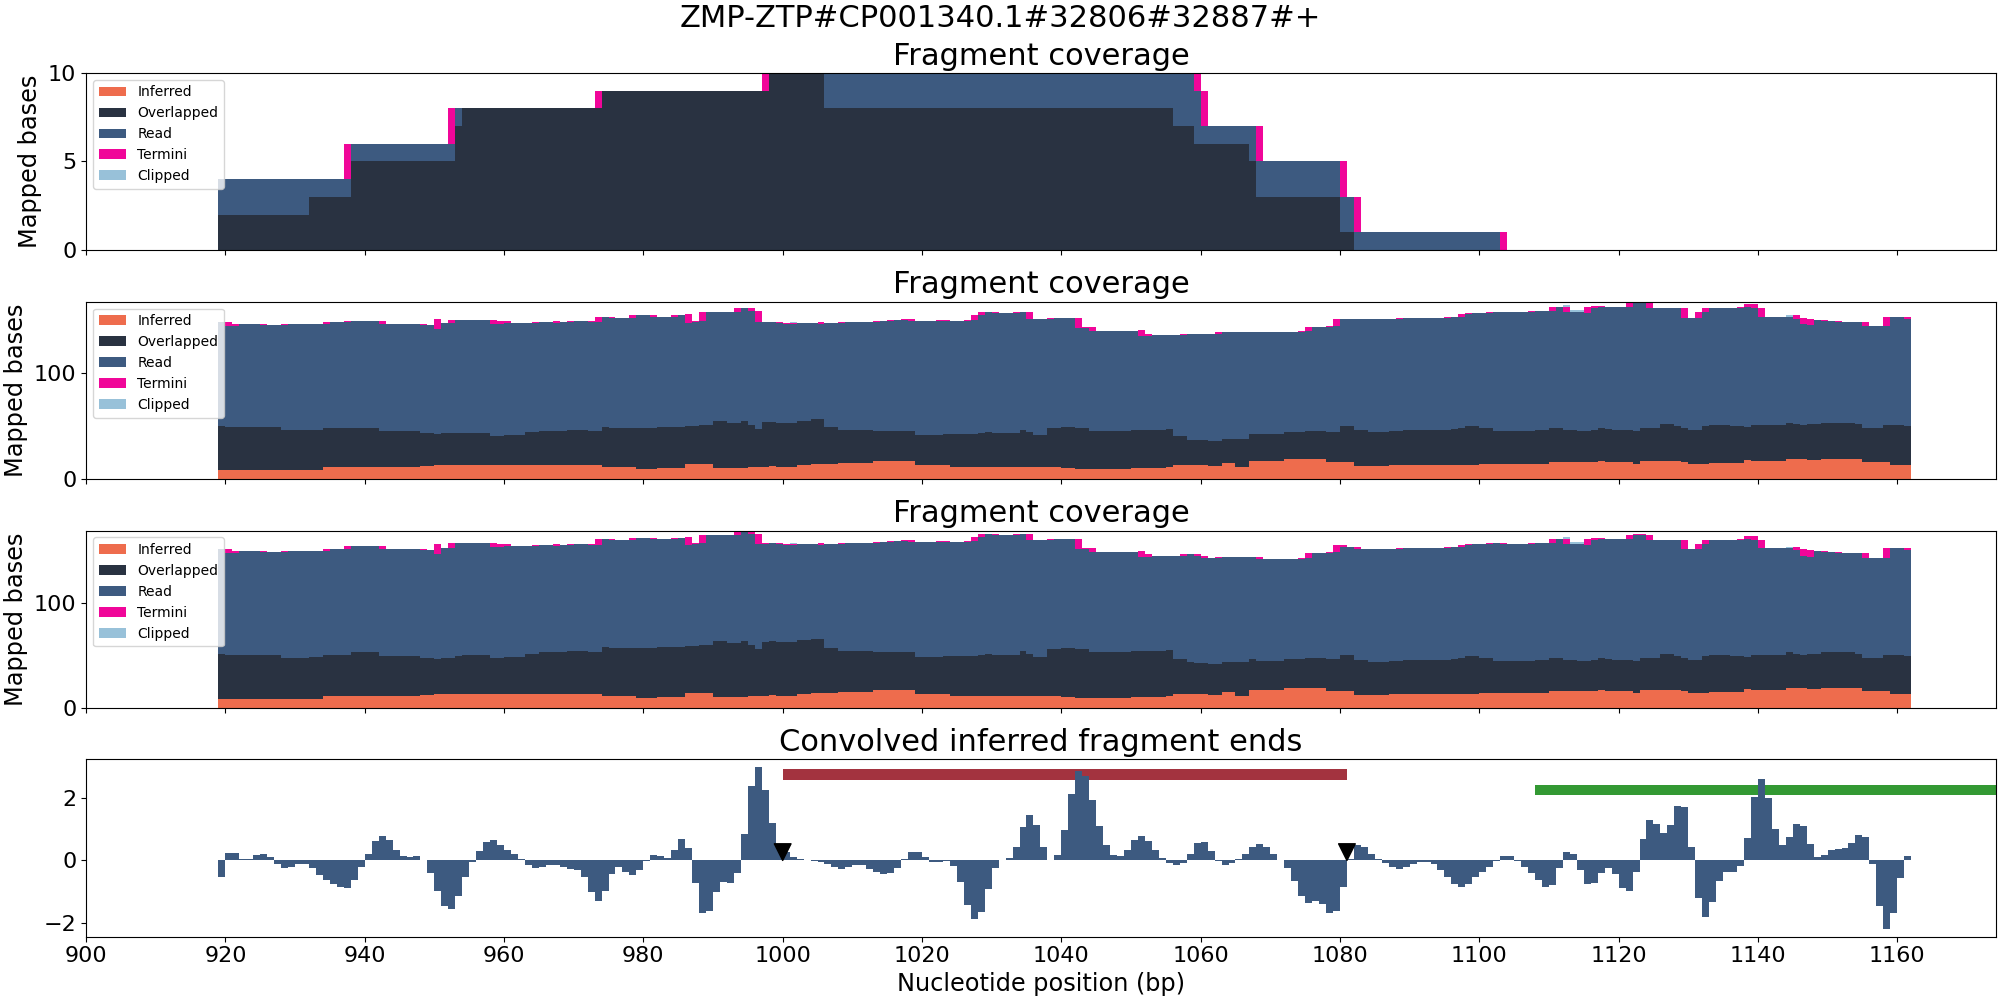 ZMP-ZTP#CP001340.1#32806#32887#+
Fragment coverage
Mapped bases
10
5
0
Inferred
Overlapped
Read
Termini
Clipped
Fragment coverage
Mapped bases
100
0
Inferred
Overlapped
Read
Termini
Clipped
Fragment coverage
Mapped bases
100
0
Inferred
Overlapped
Read
Termini
Clipped
Convolved inferred fragment ends
2
0
−2
900 920 940 960 980 1000 1020 1040 1060 1080 1100 1120 1140 1160
Nucleotide position (bp)